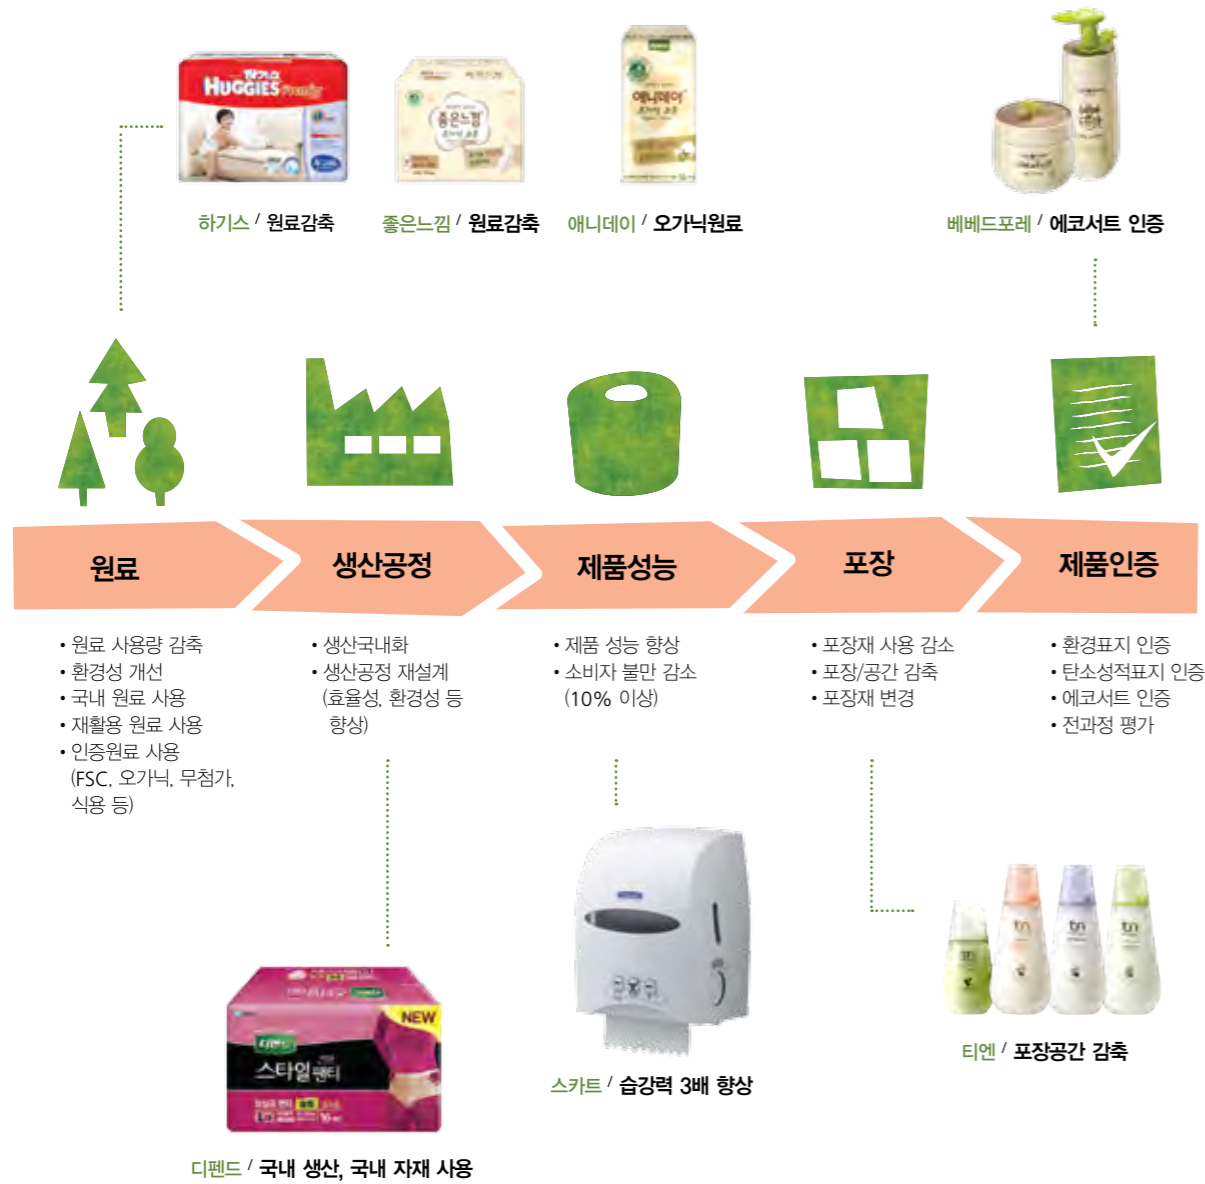 하기스
HUGGIES
좋은느낌
애니데이
하기스 / 원료감축
좋은느낌 / 원료감축
애니데이 / 오가닉원료
베베드포레 / 에코서트 인증
원료
생산공정
제품성능
포장
제품인증
• 원료 사용량 감축
• 환경성 개선
• 국내 원료 사용
• 재활용 원료 사용
• 인증원료 사용
(FSC, 오가닉, 무첨가,
식용 등)
• 생산국내화
• 생산공정 재설계
(효율성, 환경성 등
향상)
• 제품 성능 향상
• 소비자 불만 감소
(10% 이상)
• 포장재 사용 감소
• 포장/공간 감축
• 포장재 변경
• 환경표지 인증
• 탄소성적표지 인증
• 에코서트 인증
• 전과정 평가
NEW
디펜드
스타일 팬티
디펜드 / 국내 생산, 국내 자재 사용
스카트 / 습강력 3배 향상
tn
tn
tn
티엔 / 포장공간 감축